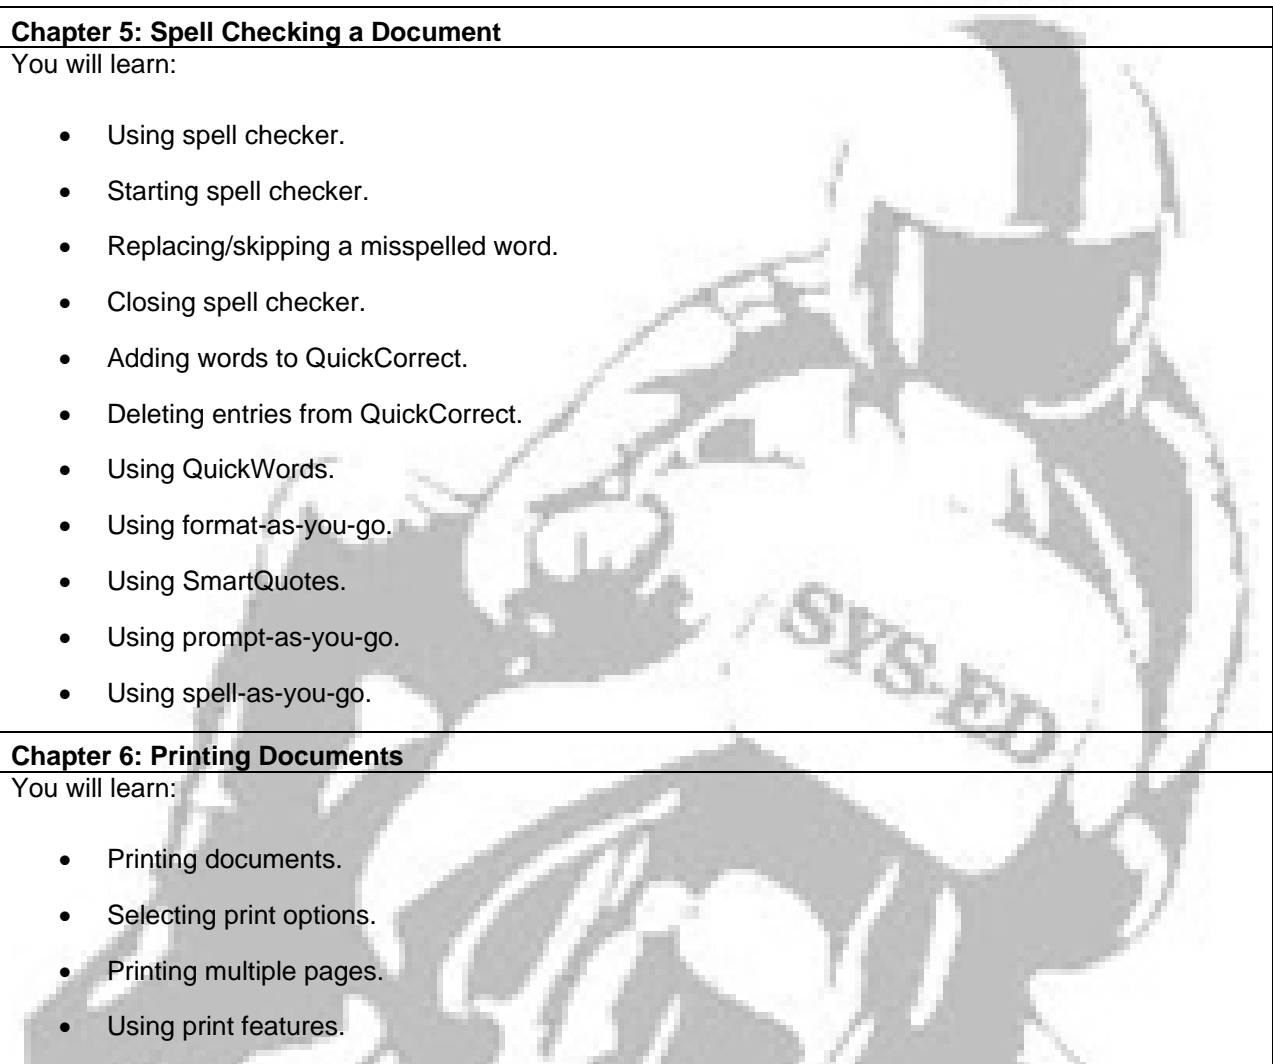 Chapter 5: Spell Checking a Document
You will learn:
• Using spell checker.
• Starting spell checker.
• Replacing/skipping a misspelled word.
• Closing spell checker.
• Adding words to QuickCorrect.
• Deleting entries from QuickCorrect.
• Using QuickWords.
• Using format-as-you-go.
• Using SmartQuotes.
• Using prompt-as-you-go.
• Using spell-as-you-go.
SYS-ED
Chapter 6: Printing Documents
You will learn:
• Printing documents.
• Selecting print options.
• Printing multiple pages.
• Using print features.